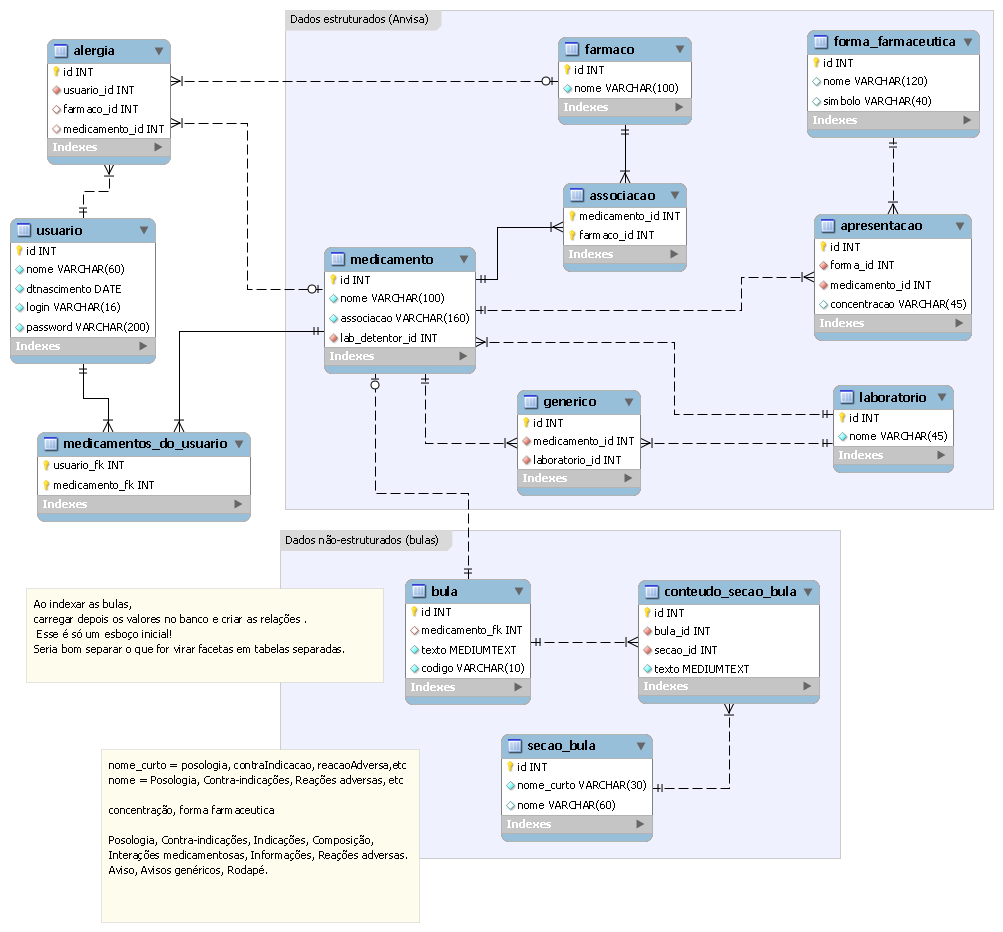 Dados estruturados (Anvisa)
alergia
id INT
usuario_id INT
farmaco_id INT
medicamento_id INT
Indexes
farmaco
id INT
nome VARCHAR(100)
Indexes
forma_farmaceutica
id INT
nome VARCHAR(120)
simbolo VARCHAR(40)
Indexes
associacao
medicamento_id INT
farmaco_id INT
Indexes
usuario
id INT
nome VARCHAR(60)
dtnascimento DATE
login VARCHAR(16)
password VARCHAR(200)
Indexes
medicamento
id INT
nome VARCHAR(100)
associacao VARCHAR(160)
lab_detentor_id INT
Indexes
apresentacao
id INT
forma_id INT
medicamento_id INT
concentracao VARCHAR(45)
Indexes
generico
id INT
medicamento_id INT
laboratorio_id INT
Indexes
laboratorio
id INT
nome VARCHAR(45)
Indexes
medicamentos_do_usuario
usuario_fk INT
medicamento_fk INT
Indexes
Dados não-estruturados (bulas)
bula
id INT
medicamento_fk INT
texto MEDIUMTEXT
codigo VARCHAR(10)
Indexes
conteudo_secao_bula
id INT
bula_id INT
secao_id INT
texto MEDIUMTEXT
Indexes
Ao indexar as bulas,
carregar depois os valores no banco e criar as relações .
Esse é só um esboço inicial!
Seria bom separar o que for virar facetas em tabelas separadas.
secao_bula
id INT
nome_curto VARCHAR(30)
nome VARCHAR(60)
Indexes
nome_curto = posologia, contraIndicacao, reacaoAdversa,etc
nome = Posologia, Contra-indicações, Reações adversas, etc
concentração, forma farmaceutica
Posologia, Contra-indicações, Indicações, Composição,
Interações medicamentosas, Informações, Reações adversas.
Aviso, Avisos genéricos, Rodapé.